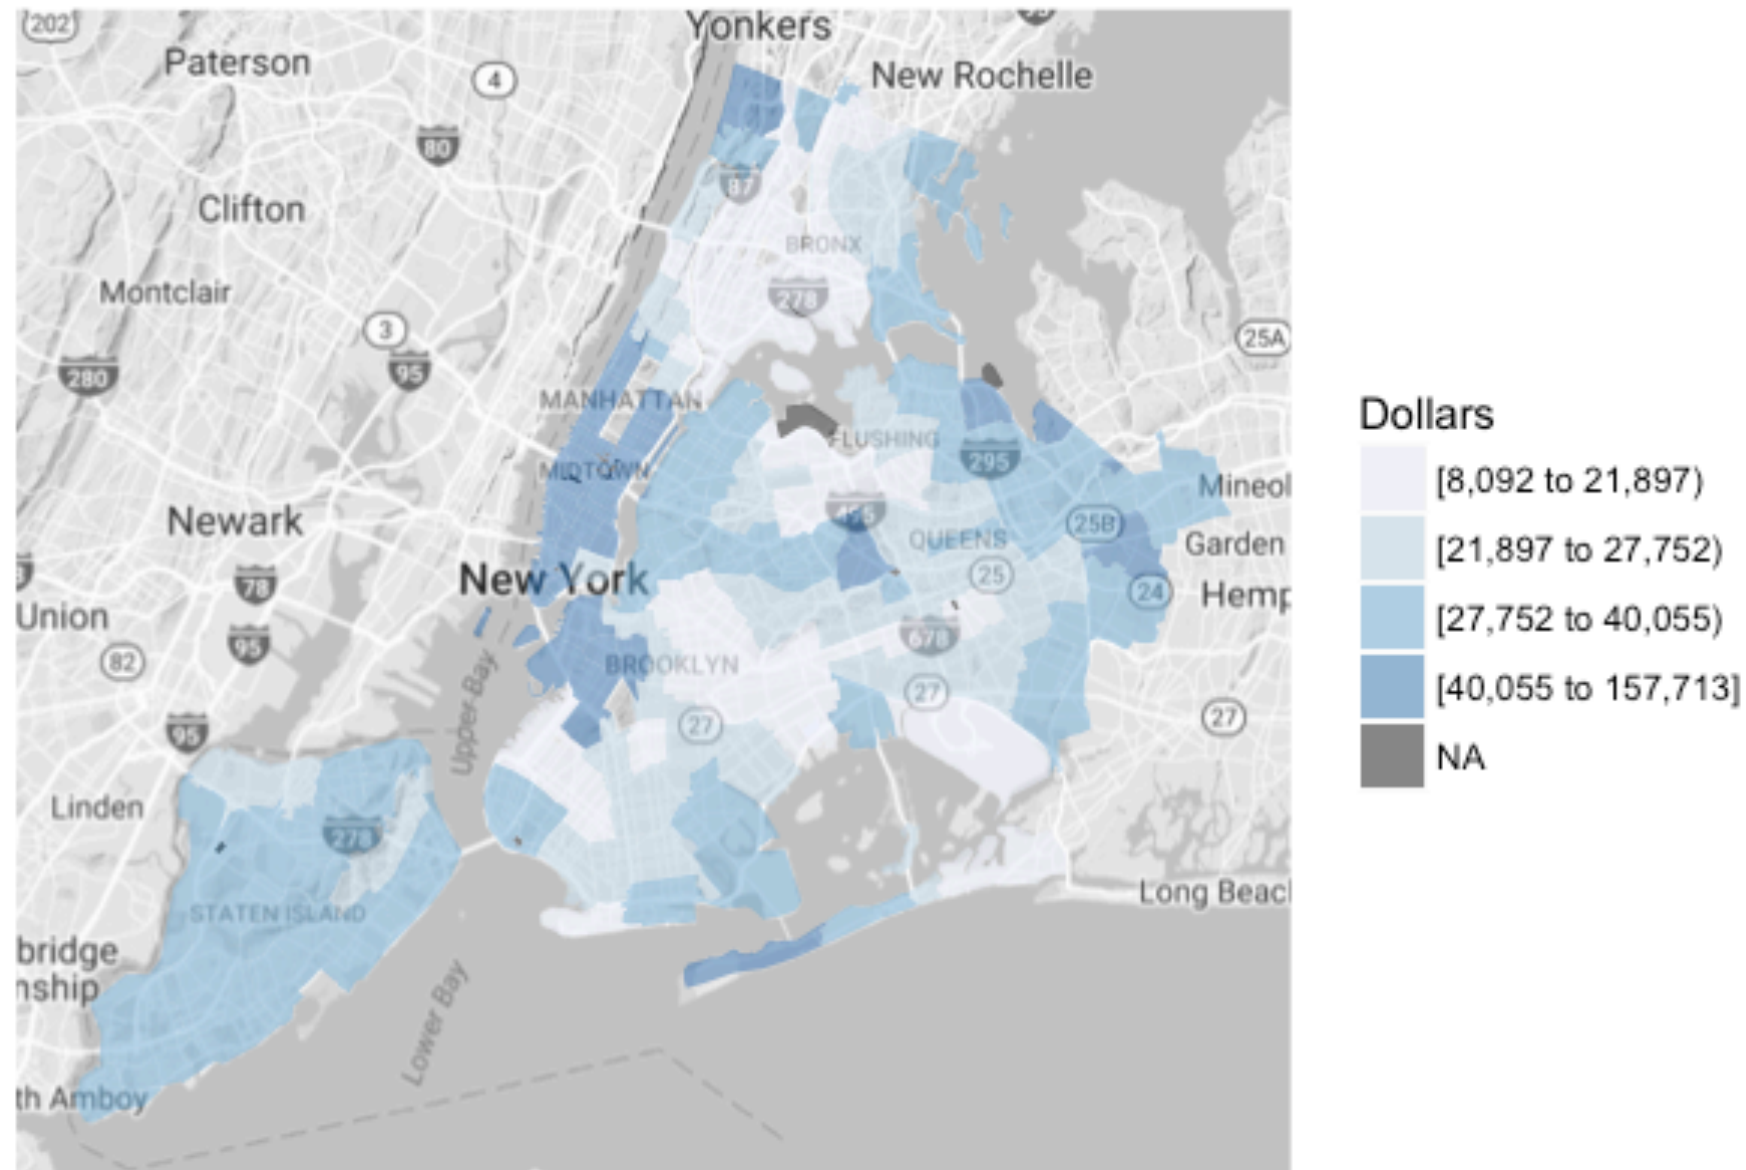 202
Yonkers
95
Paterson
4
New Rochelle
80
87
Clifton
BRONX
278
Montclair
3
25A
280
95
Dollars
MANHATTAN
FLUSHING
295
MIDTOWN
[8,092 to 21,897)
Mineol
Newark
25B
QUEENS
Garden
[21,897 to 27,752)
New York
25
78
24
Hemp
Union
[27,752 to 40,055)
678
95
82
BROOKLYN
Upper Bay
27
27
27
[40,055 to 157,713]
95
NA
Linden
278
Long Beac
STATEN ISLAND
bridge
nship
Lower Bay
th Amboy